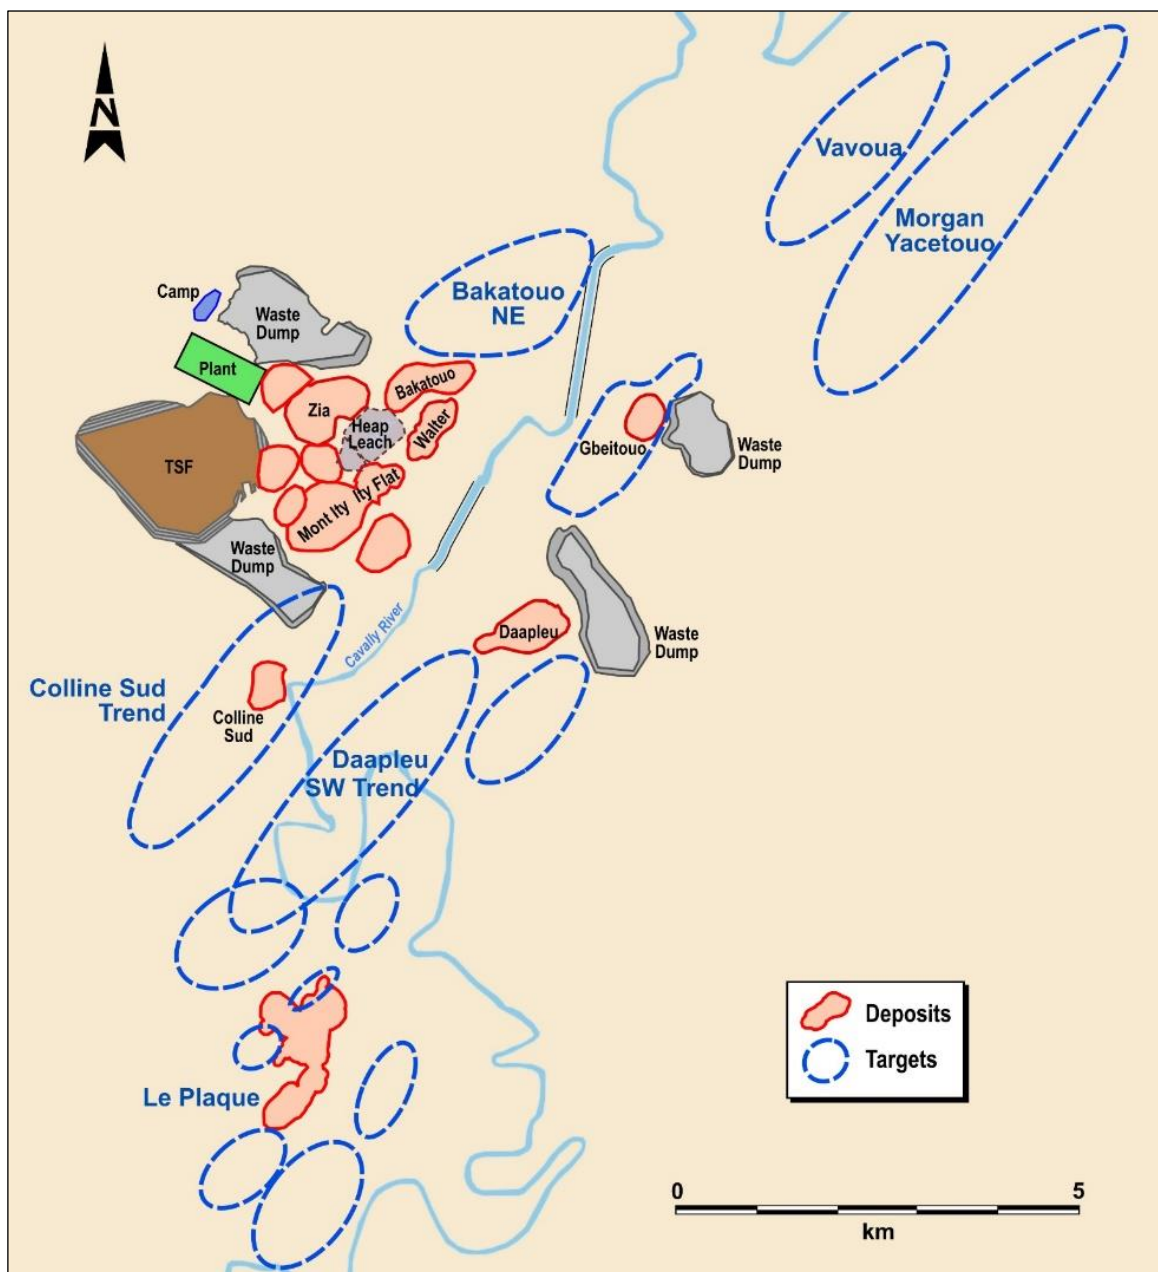 N
Vavoua
Morgan
Yacetouo
Bakatouo
NE
Camp
Waste
Dump
Plant
Zia
Bakatouo
Heap
Leach
Walter
Gbeitouo
Waste
Dump
TSF
Ity Flat
Mont Ity
Waste
Dump
Cavally River
Daapleu
Waste
Dump
Colline Sud
Trend
Colline
Sud
Daapleu
SW Trend
Le Plaque
Deposits
Targets
0 5
km